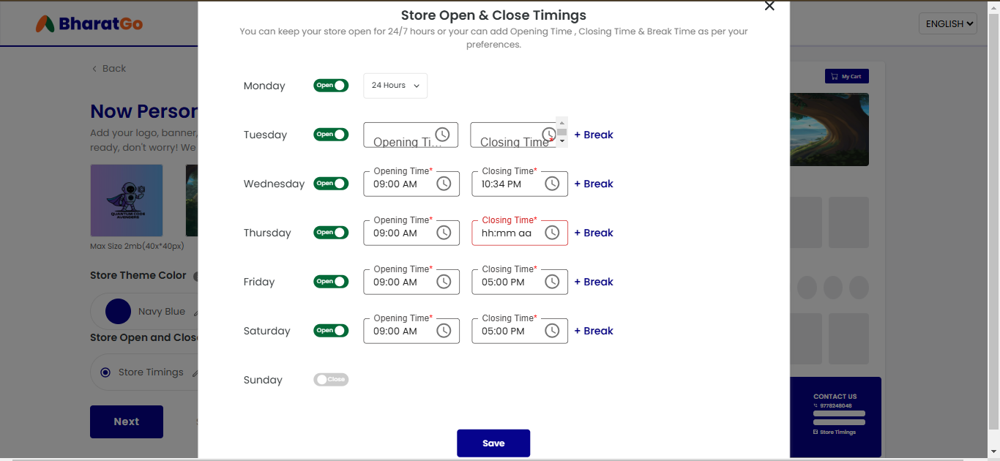 Store Open & Close Timings
You can keep your store open for 24/7 hours or your can add Opening Time , Closing Time & Break Time as per your
preferences.
BharatGo
ENGLISH
Back
My Cart
Now Person
Add your logo, banner,
ready, don't worry! We
QUANTUM CODE
AVENGERS
Max Size 2mb(40x*40px)
Store Theme Color
Navy Blue
Store Open and Close
Store Timings
Next
Monday Open 24 Hours
Tuesday Open Opening Ti... Closing Time* + Break
Opening Time* Closing Time*
Wednesday Open 09:00 AM 10:34 PM + Break
Opening Time* Closing Time*
Thursday Open 09:00 AM hh:mm aa + Break
Opening Time* Closing Time*
Friday Open 09:00 AM 05:00 PM + Break
Opening Time* Closing Time*
Saturday Open 09:00 AM 05:00 PM + Break
Sunday Close
Save
CONTACT US
9778248048
Store Timings